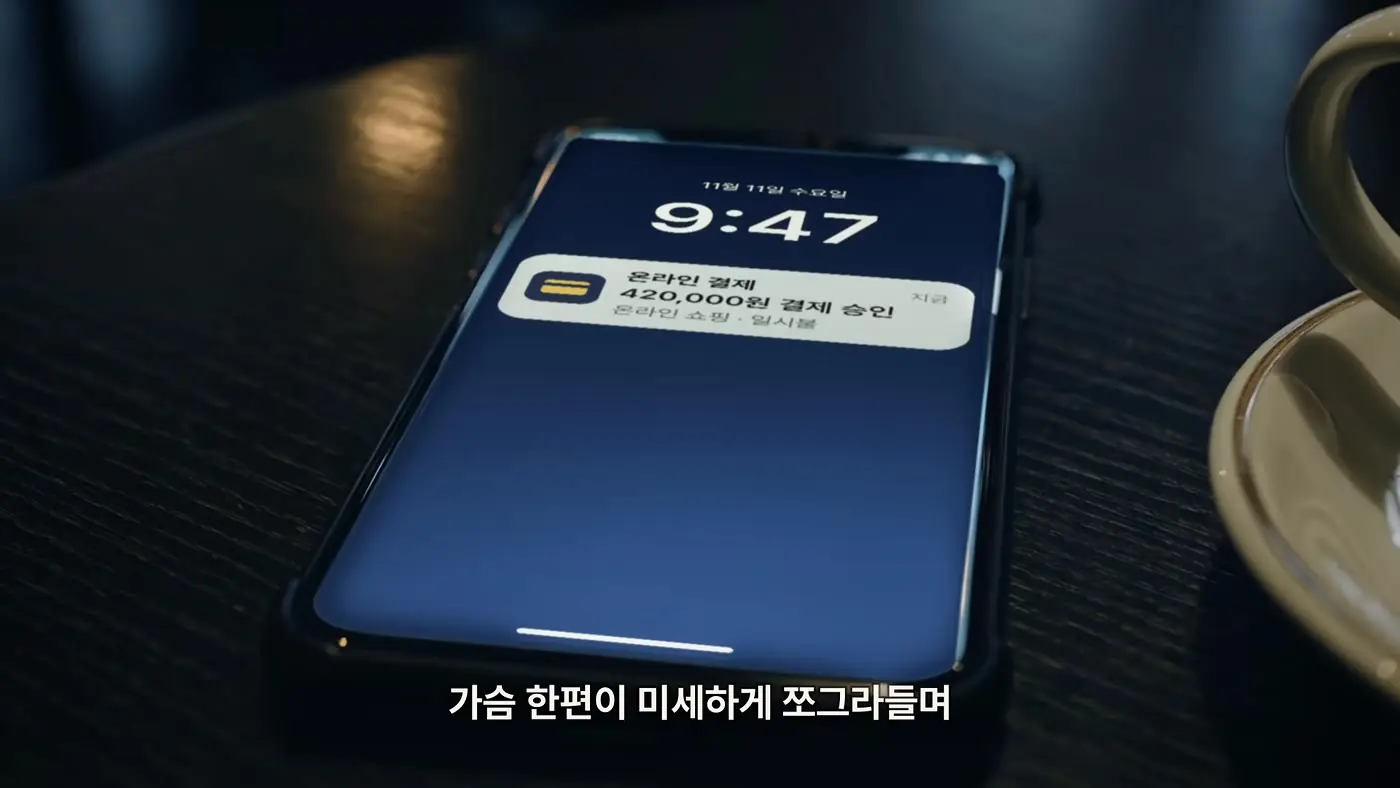 11월 11일 수요일
9:47
온라인 결제
지금
420,000원 결제 승인
온라인 쇼핑 · 일시불
가슴 한편이 미세하게 쪼그라들며